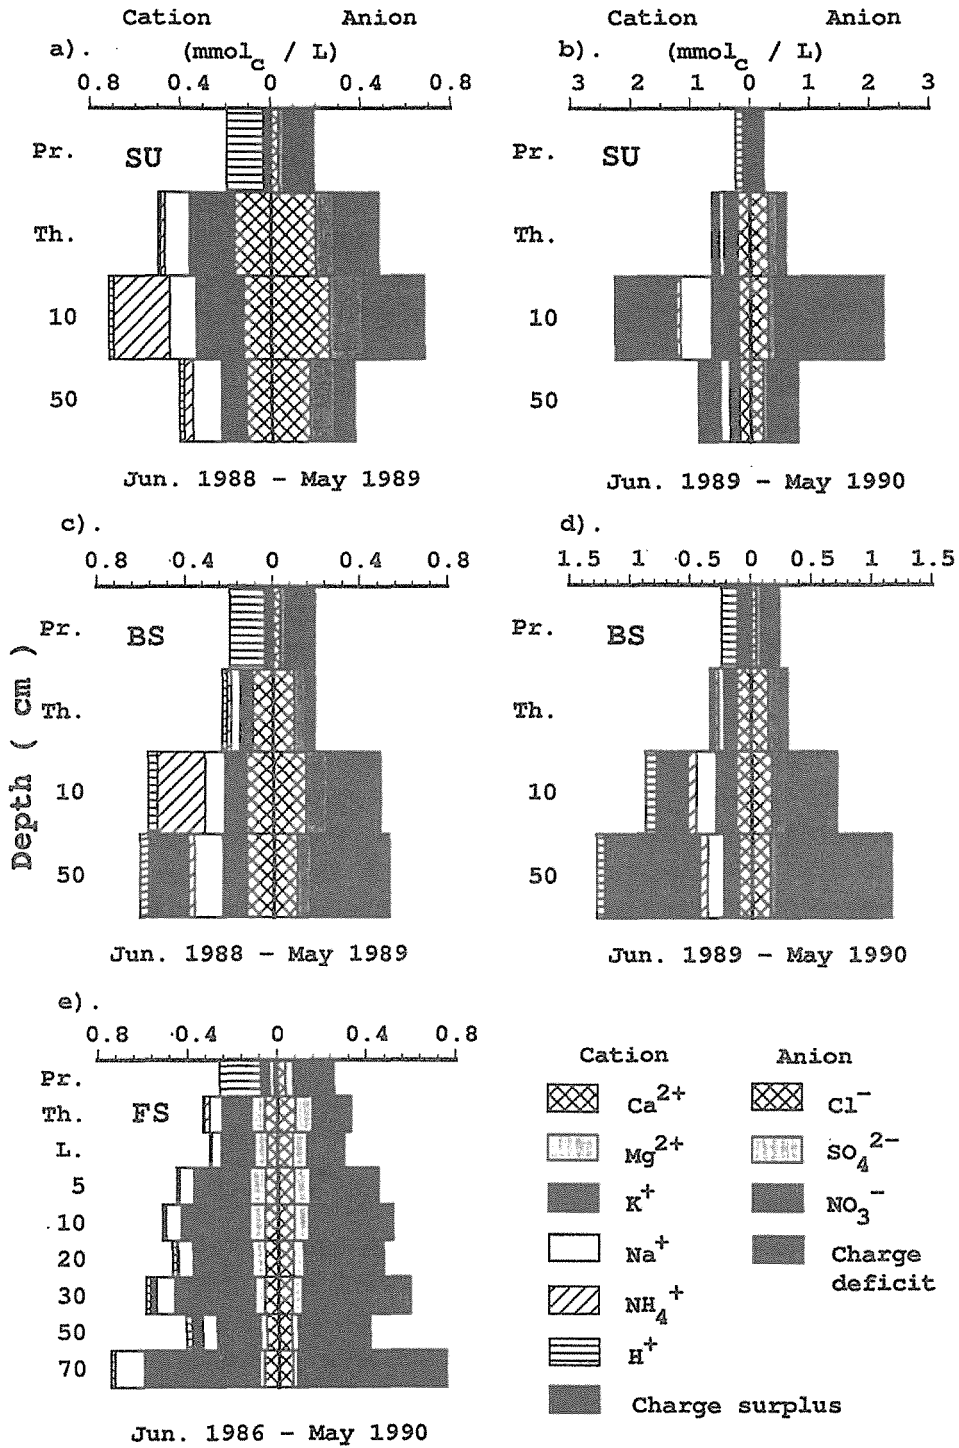 Cation Anion Cation Anion
a). (mmolc / L) b). (mmolc / L)
0.8 0.4 0 0.4 0.8 3 2 1 0 1 2 3
Pr. SU Pr. SU
Th. Th.
10 10
50 50
Jun. 1988 – May 1989 Jun. 1989 – May 1990
c). d).
0.8 0.4 0 0.4 0.8 1.5 1 0.5 0 0.5 1 1.5
Pr. BS Pr. BS
Th. Th.
10 10
50 50
Depth ( cm )
Jun. 1988 – May 1989 Jun. 1989 – May 1990
e).
0.8 0.4 0 0.4 0.8
Pr.
Th. FS
L.
5
10
20
30
50
70
Jun. 1986 – May 1990
Cation Anion
Ca2+ Cl−
Mg2+ SO42−
K+ NO3−
Na+ Charge
deficit
NH4+
H+
Charge surplus